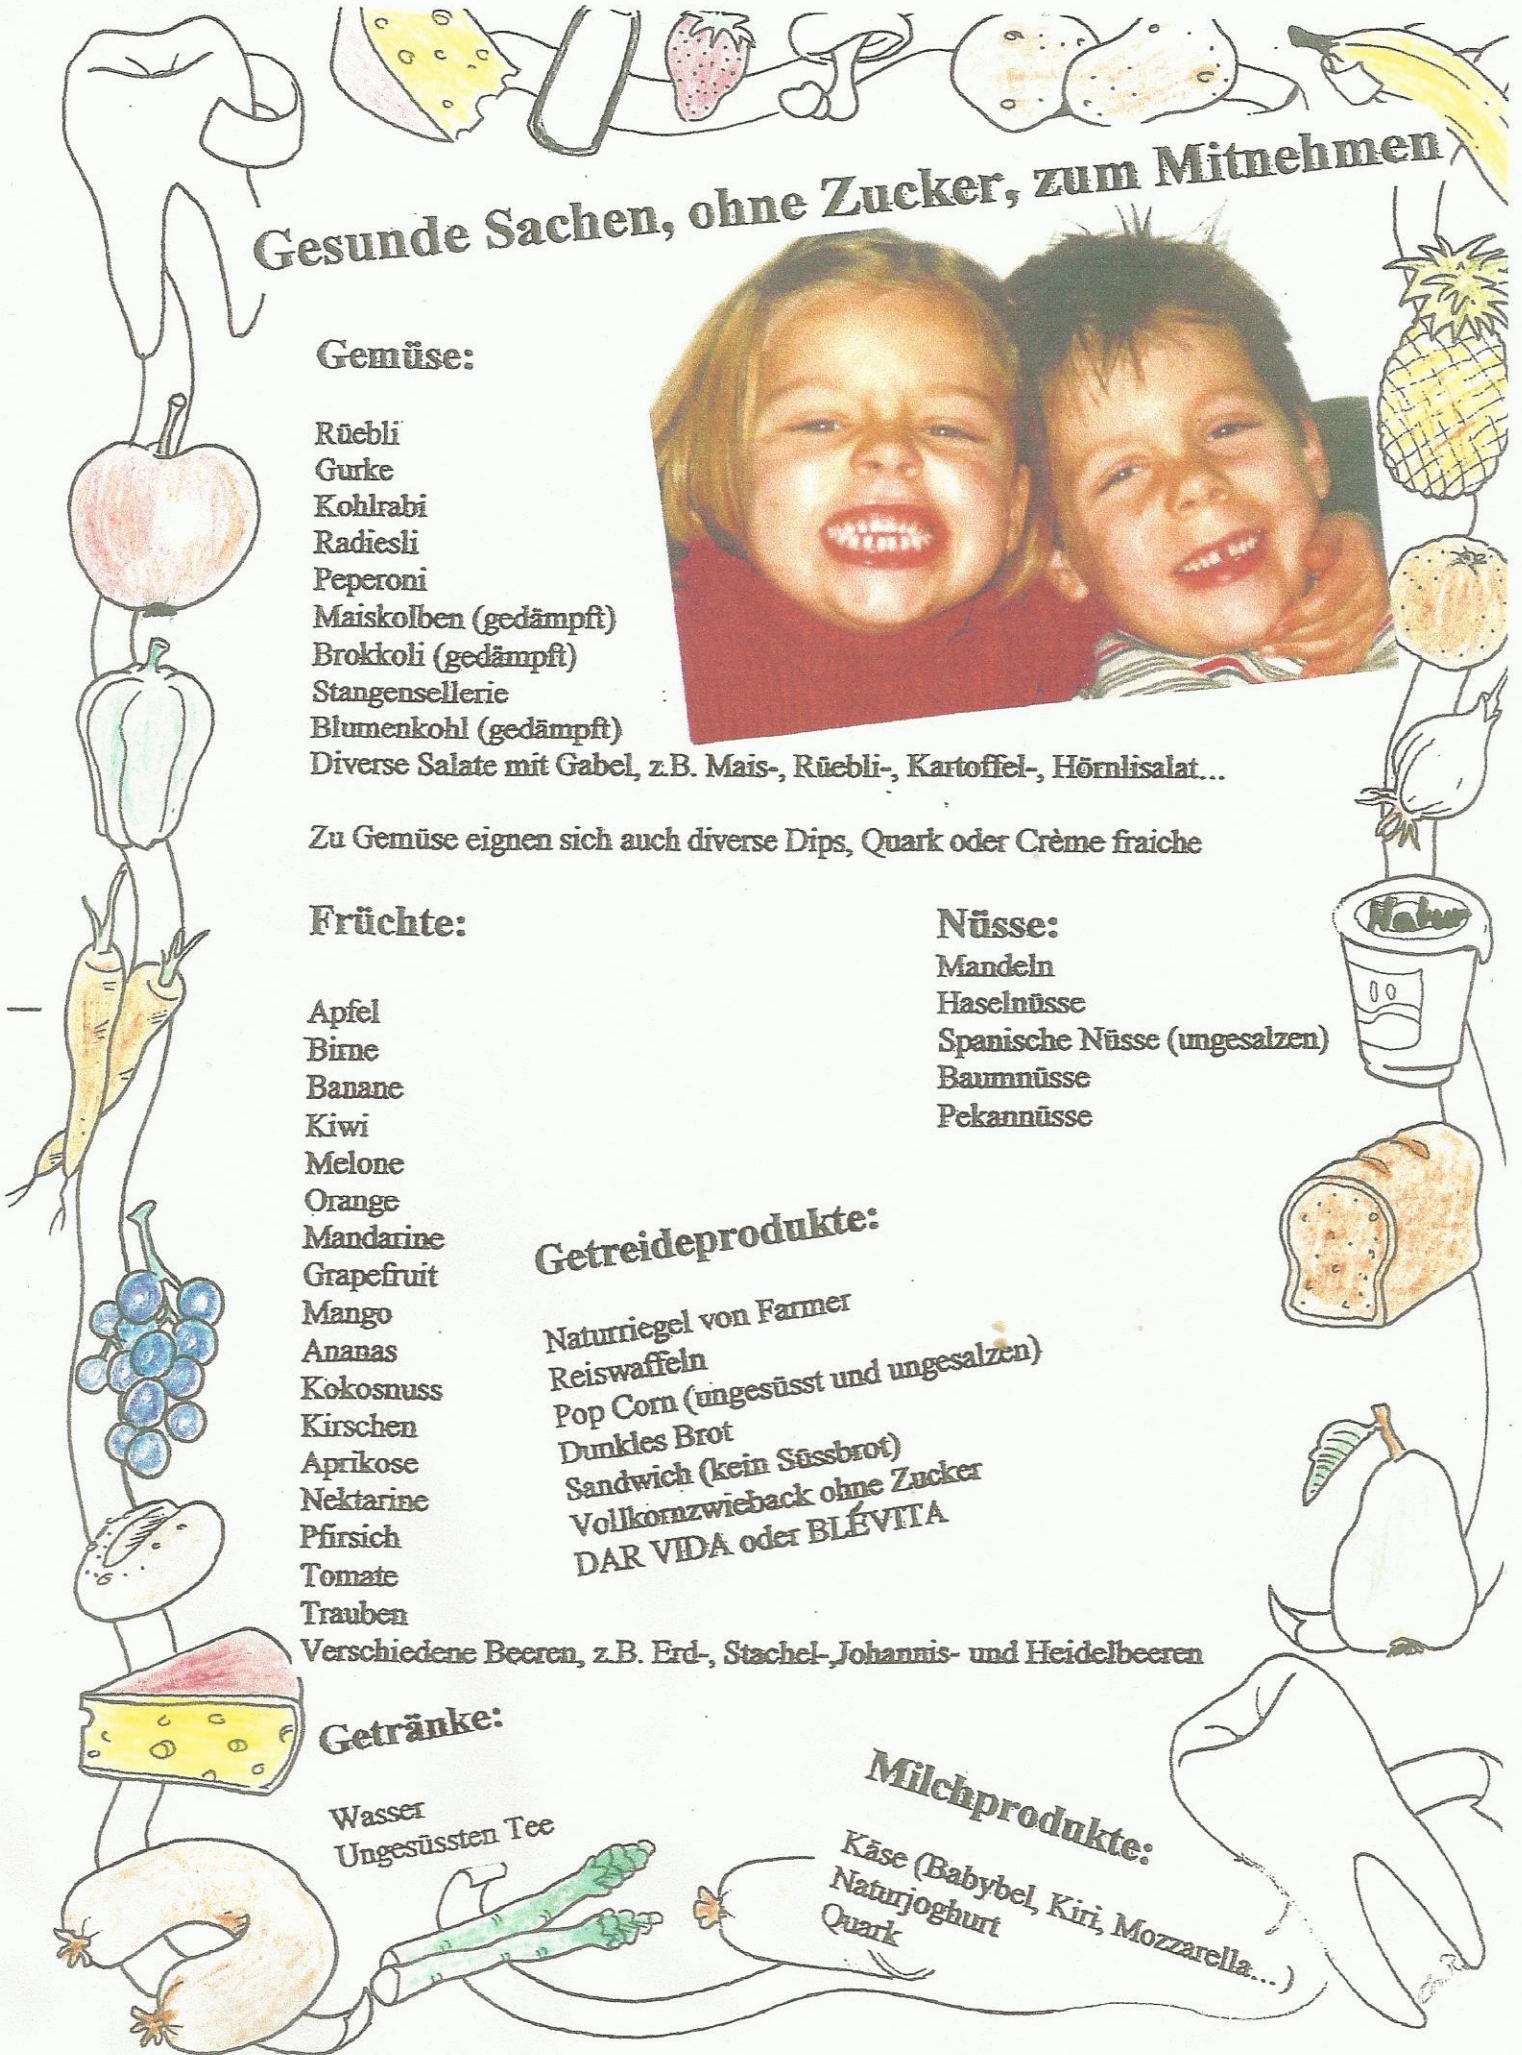 Gesunde Sachen, ohne Zucker, zum Mitnehmen
Gemüse:
Rüebli
Gurke
Kohlrabi
Radiesli
Peperoni
Maiskolben (gedämpft)
Brokkoli (gedämpft)
Stangensellerie
Blumenkohl (gedämpft)
Diverse Salate mit Gabel, z.B. Mais-, Rüebli-, Kartoffel-, Hörnlisalat...
Zu Gemüse eignen sich auch diverse Dips, Quark oder Crème fraiche
Früchte:
Apfel
Birne
Banane
Kiwi
Melone
Orange
Mandarine
Grapefruit
Mango
Ananas
Kokosnuss
Kirschen
Aprikose
Nektarine
Pfirsich
Tomate
Trauben
Verschiedene Beeren, z.B. Erd-, Stachel-,Johannis- und Heidelbeeren
Nüsse:
Mandeln
Haselnüsse
Spanische Nüsse (ungesalzen)
Baumnüsse
Pekannüsse
Natur
Getreideprodukte:
Naturriegel von Farmer
Reiswaffeln
Pop Corn (ungesüsst und ungesalzen)
Dunkles Brot
Sandwich (kein Süssbrot)
Vollkornzwieback ohne Zucker
DAR VIDA oder BLÉVITA
Getränke:
Wasser
Ungesüssten Tee
Milchprodukte:
Käse (Babybel, Kiri, Mozzarella...)
Naturjoghurt
Quark